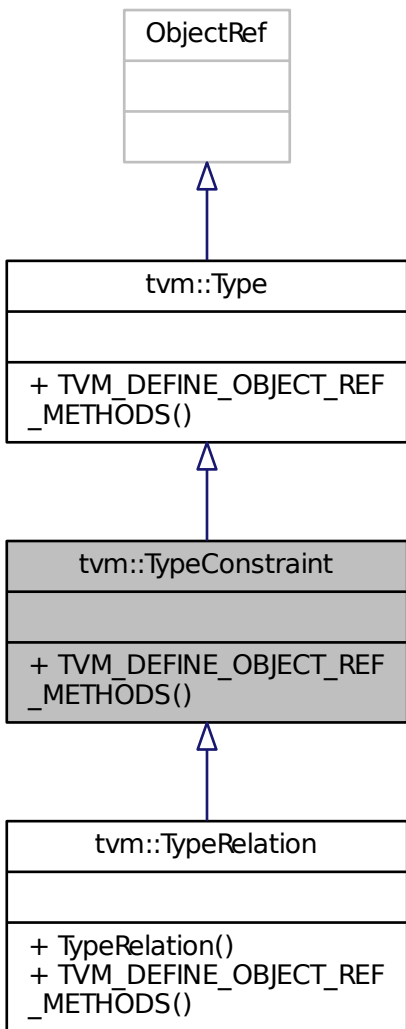 ObjectRef
tvm::Type
+ TVM_DEFINE_OBJECT_REF
_METHODS()
tvm::TypeConstraint
+ TVM_DEFINE_OBJECT_REF
_METHODS()
tvm::TypeRelation
+ TypeRelation()
+ TVM_DEFINE_OBJECT_REF
_METHODS()